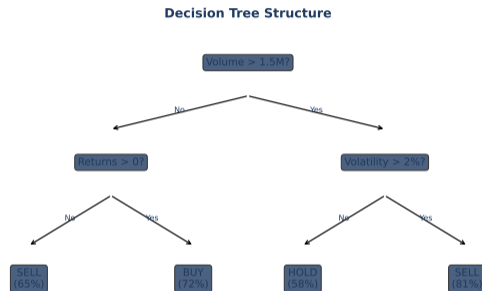 Decision Tree Structure
Volume > 1.5M?
No
Yes
Returns > 0?
Volatility > 2%?
No
Yes
No
Yes
SELL
(65%)
BUY
(72%)
HOLD
(58%)
SELL
(81%)